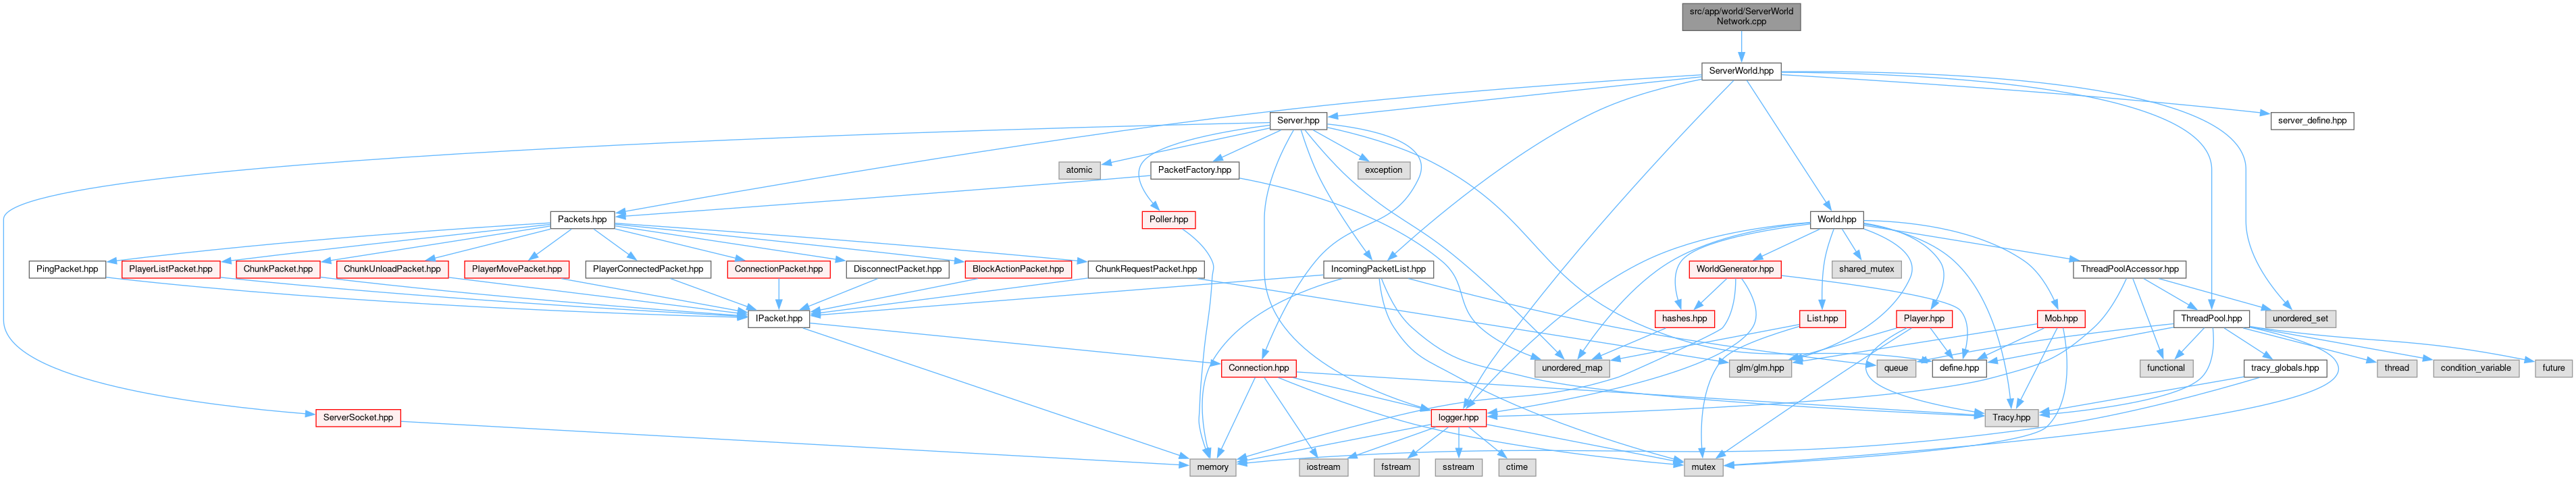 src/app/world/ServerWorld
Network.cpp
ServerWorld.hpp
Server.hpp
server_define.hpp
atomic
PacketFactory.hpp
exception
Packets.hpp
Poller.hpp
World.hpp
PingPacket.hpp
PlayerListPacket.hpp
ChunkPacket.hpp
ChunkUnloadPacket.hpp
PlayerMovePacket.hpp
PlayerConnectedPacket.hpp
ConnectionPacket.hpp
DisconnectPacket.hpp
BlockActionPacket.hpp
ChunkRequestPacket.hpp
IncomingPacketList.hpp
WorldGenerator.hpp
shared_mutex
ThreadPoolAccessor.hpp
IPacket.hpp
hashes.hpp
List.hpp
Player.hpp
Mob.hpp
ThreadPool.hpp
unordered_set
Connection.hpp
unordered_map
glm/glm.hpp
queue
define.hpp
functional
tracy_globals.hpp
thread
condition_variable
future
ServerSocket.hpp
logger.hpp
Tracy.hpp
memory
iostream
fstream
sstream
ctime
mutex